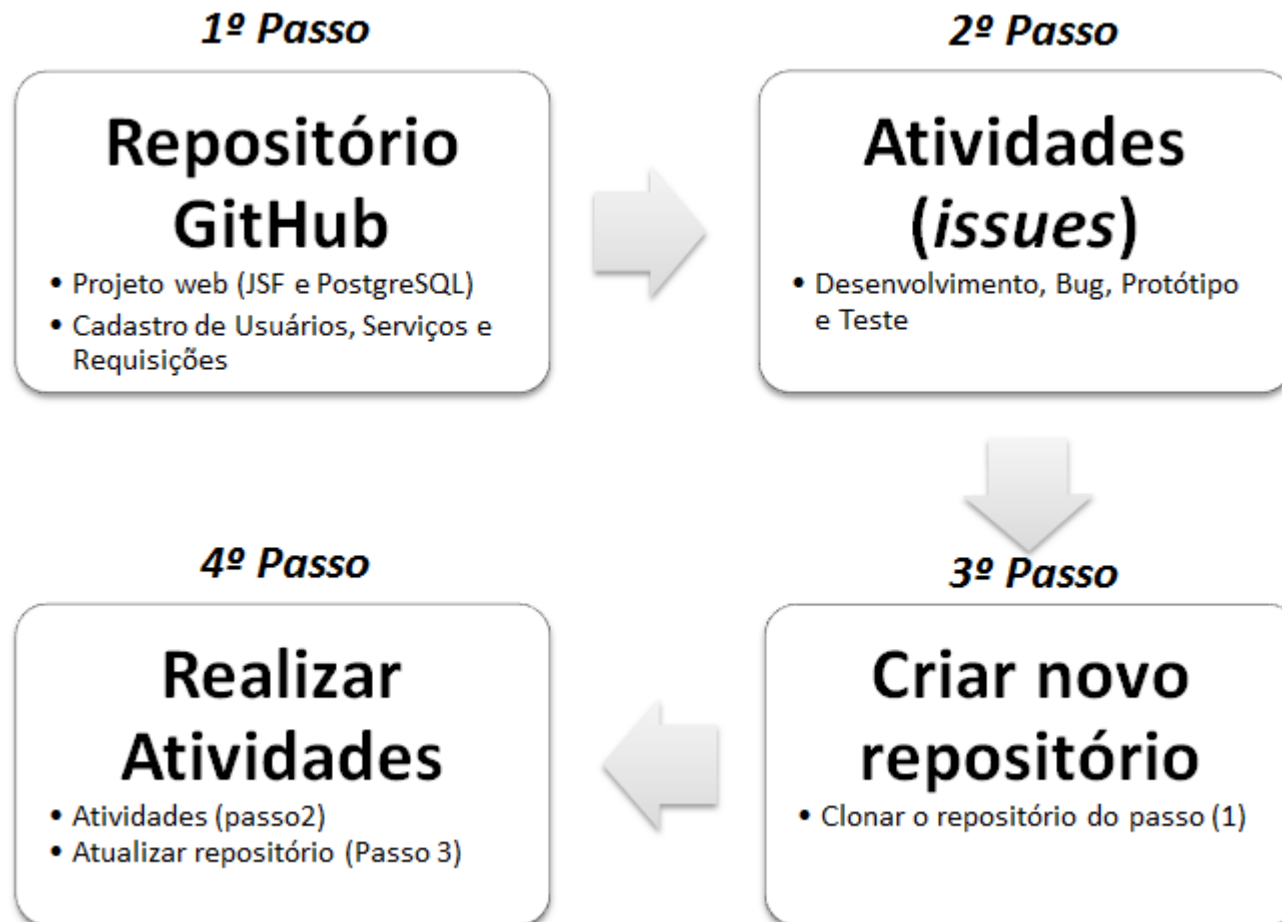 1º Passo
Repositório
GitHub
• Projeto web (JSF e PostgreSQL)
• Cadastro de Usuários, Serviços e
Requisições
2º Passo
Atividades
(issues)
• Desenvolvimento, Bug, Protótipo
e Teste
3º Passo
Criar novo
repositório
• Clonar o repositório do passo (1)
4º Passo
Realizar
Atividades
• Atividades (passo2)
• Atualizar repositório (Passo 3)